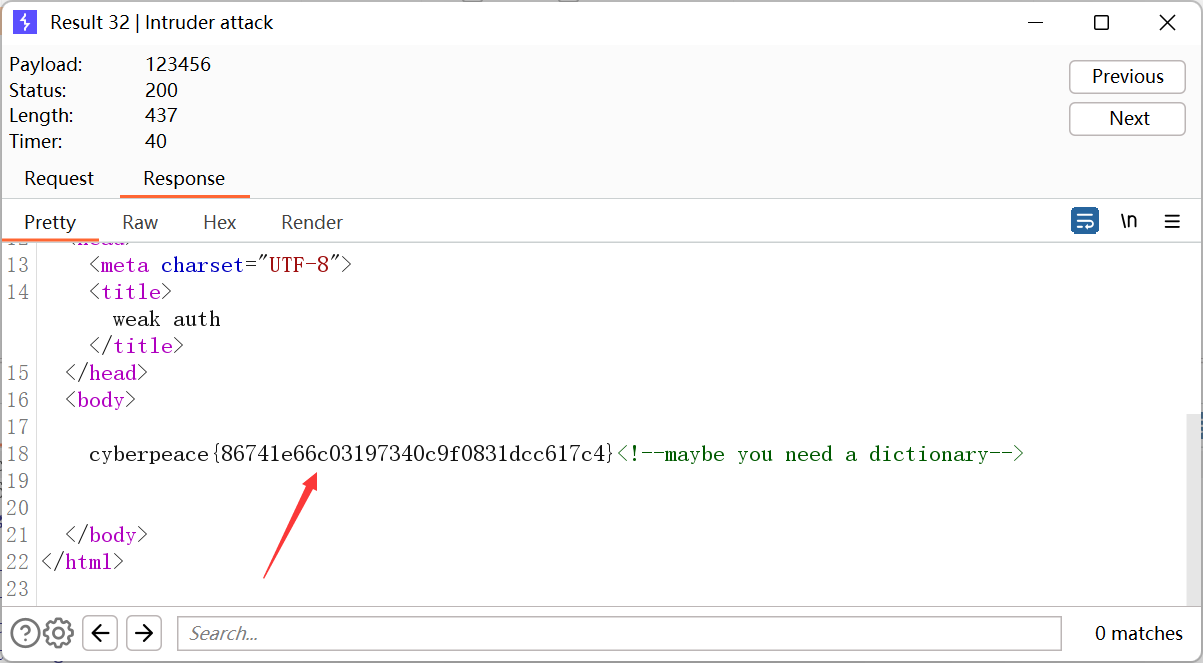 Result 32 | Intruder attack
Payload: 123456
Status: 200
Length: 437
Timer: 40
Previous
Next
Request Response
Pretty Raw Hex Render \n
12 <head>
13 <meta charset="UTF-8">
14 <title>
weak auth
</title>
15 </head>
16 <body>
17
18 cyberpeace{86741e66c03197340c9f0831dcc617c4}<!--maybe you need a dictionary-->
19
20
21 </body>
22 </html>
23
Search... 0 matches